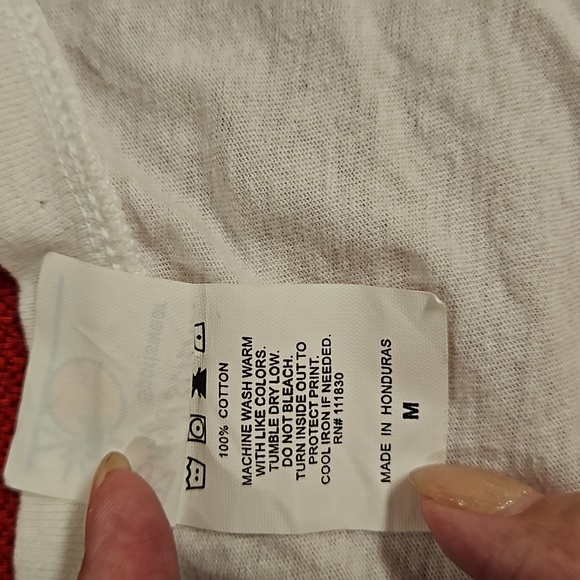 100% COTTON
MACHINE WASH WARM
WITH LIKE COLORS.
TUMBLE DRY LOW.
DO NOT BLEACH.
TURN INSIDE OUT TO
PROTECT PRINT.
COOL IRON IF NEEDED.
RN# 111830
MADE IN HONDURAS
M